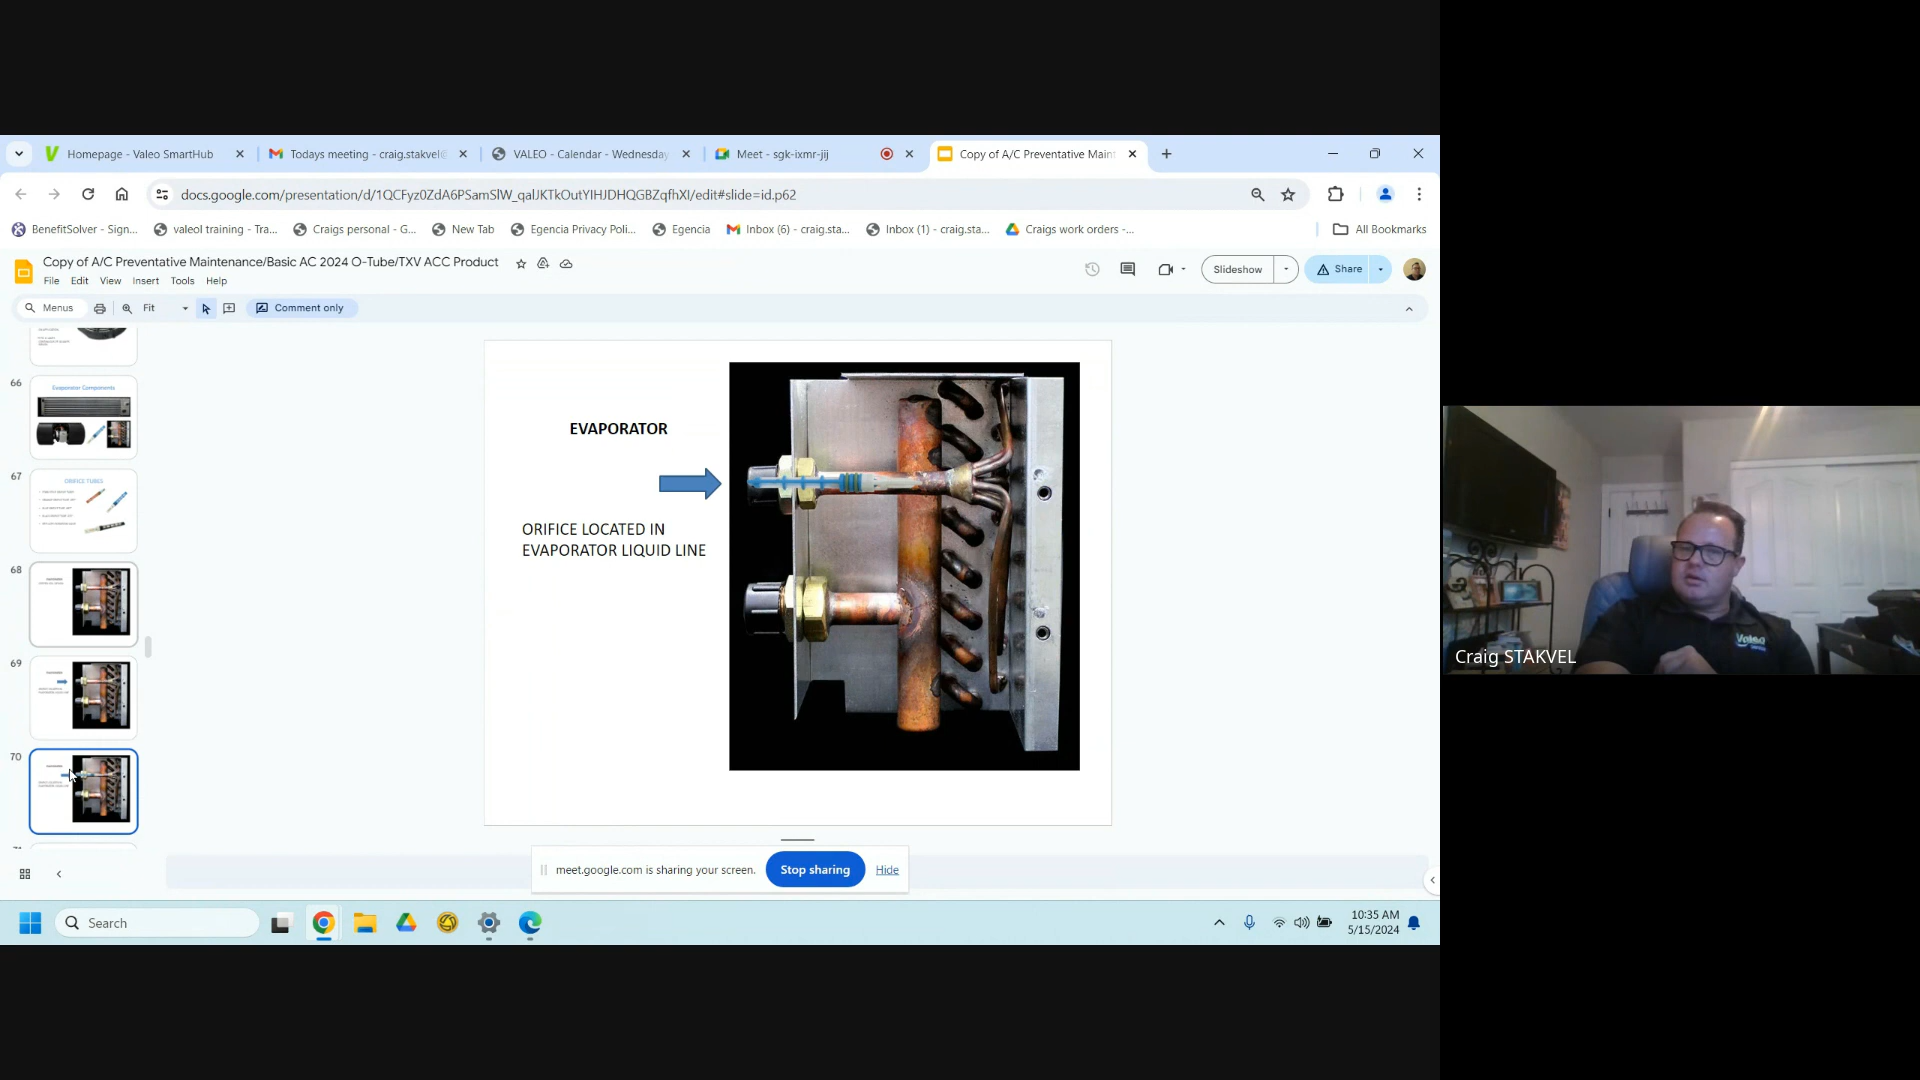 Homepage - Valeo SmartHub
Todays meeting - craig.stakvel@
VALEO - Calendar - Wednesday
Meet - sgk-ixmr-jij
Copy of A/C Preventative Maint
docs.google.com/presentation/d/1QCFyz0ZdA6PSamSlW_qalJKTkOutYIHJDHQGBZqfhXI/edit#slide=id.p62
BenefitSolver - Sign...
valeol training - Tra...
Craigs personal - G...
New Tab
Egencia Privacy Poli...
Egencia
Inbox (6) - craig.sta...
Inbox (1) - craig.sta...
Craigs work orders -...
All Bookmarks
Copy of A/C Preventative Maintenance/Basic AC 2024 O-Tube/TXV ACC Product
File Edit View Insert Tools Help
Slideshow
Share
Menus
Fit
Comment only
66
Evaporator Components
67
ORIFICE TUBES
68
69
70
EVAPORATOR
ORIFICE LOCATED IN
EVAPORATOR LIQUID LINE
meet.google.com is sharing your screen.
Stop sharing
Hide
Search
10:35 AM
5/15/2024
Valeo
Craig STAKVEL